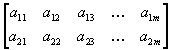 [ a₁₁ a₁₂ a₁₃ … a₁ₘ ]
[ a₂₁ a₂₂ a₂₃ … a₂ₘ ]